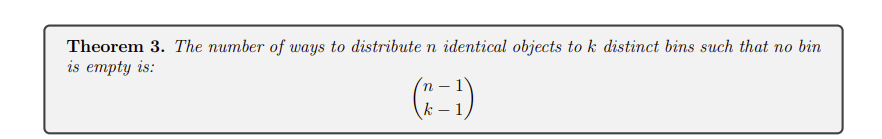 Theorem 3. The number of ways to distribute n identical objects to k distinct bins such that no bin
is empty is:
(n − 1
k − 1)